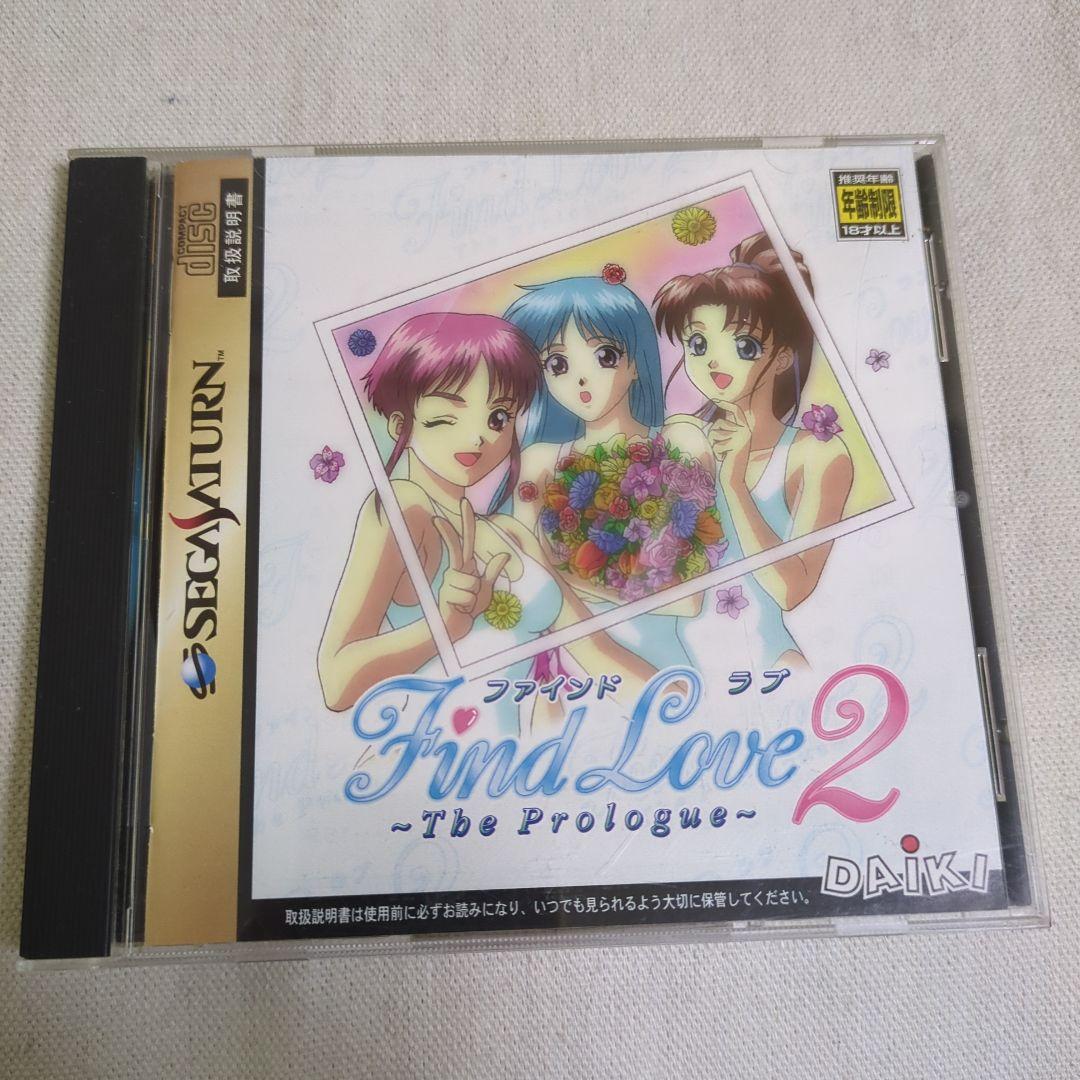 COMPACT
disc
取扱説明書
SEGA SATURN™
推奨年齢
年齢制限
18才以上
ファインド ラブ
Find Love 2
~The Prologue~
DAiKI
取扱説明書は使用前に必ずお読みになり、いつでも見られるよう大切に保管してください。